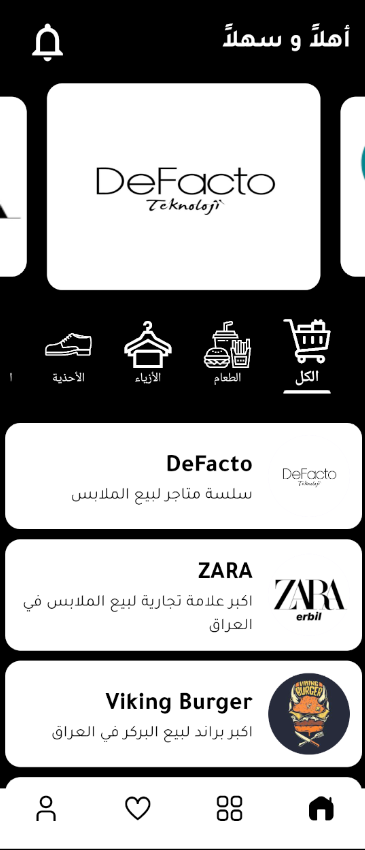 أهلاً و سهلاً
DeFacto
Teknoloji
الكل
الطعام
الأزياء
الأحذية
ا
DeFacto
سلسة متاجر لبيع الملابس
DeFacto
Teknoloji
ZARA
اكبر علامة تجارية لبيع الملابس في
العراق
ZARA
erbil
Viking Burger
اكبر براند لبيع البركر في العراق
VIKING
BURGER